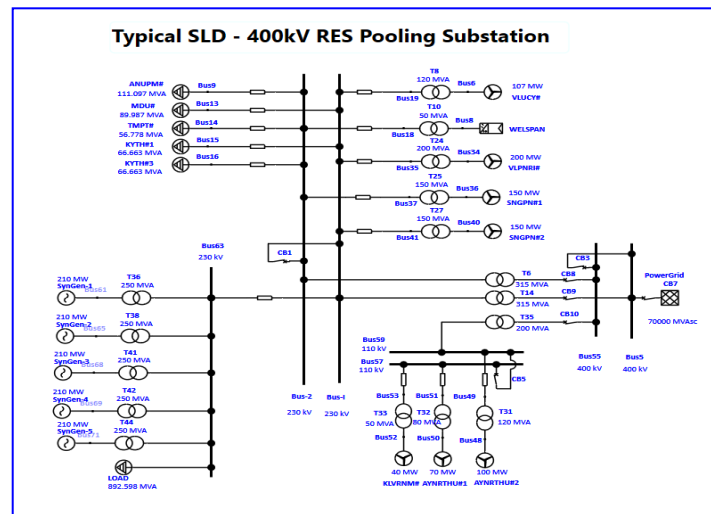 Typical SLD - 400kV RES Pooling Substation
ANUPM#
111.097 MVA
Bus9
MDU#
89.987 MVA
Bus13
TMPT#
56.778 MVA
Bus14
KYTH#1
66.663 MVA
Bus15
KYTH#3
66.663 MVA
Bus16
T8
120 MVA
Bus19
Bus6
107 MW
VLUCY#
T10
50 MVA
Bus18
Bus8
WELSPAN
T24
200 MVA
Bus35
Bus34
200 MW
VLPNRI#
T25
150 MVA
Bus37
Bus36
150 MW
SNGPN#1
T27
150 MVA
Bus41
Bus40
150 MW
SNGPN#2
Bus63
230 kV
CB1
210 MW
SynGen-1
Bus61
T36
250 MVA
210 MW
SynGen-2
Bus65
T38
250 MVA
210 MW
SynGen-3
Bus68
T41
250 MVA
210 MW
SynGen-4
Bus69
T42
250 MVA
210 MW
SynGen-5
Bus71
T44
250 MVA
LOAD
892.598 MVA
Bus-2
230 kV
Bus-I
230 kV
T6
315 MVA
CB8
CB3
T14
315 MVA
CB9
T35
200 MVA
CB10
PowerGrid
CB7
70000 MVAsc
Bus55
400 kV
Bus5
400 kV
Bus59
110 kV
Bus57
110 kV
CB5
Bus53
T33
50 MVA
Bus52
40 MW
KLVRNM#
Bus51
T32
80 MVA
Bus50
70 MW
AYNRTHU#1
Bus49
T31
120 MVA
Bus48
100 MW
AYNRTHU#2